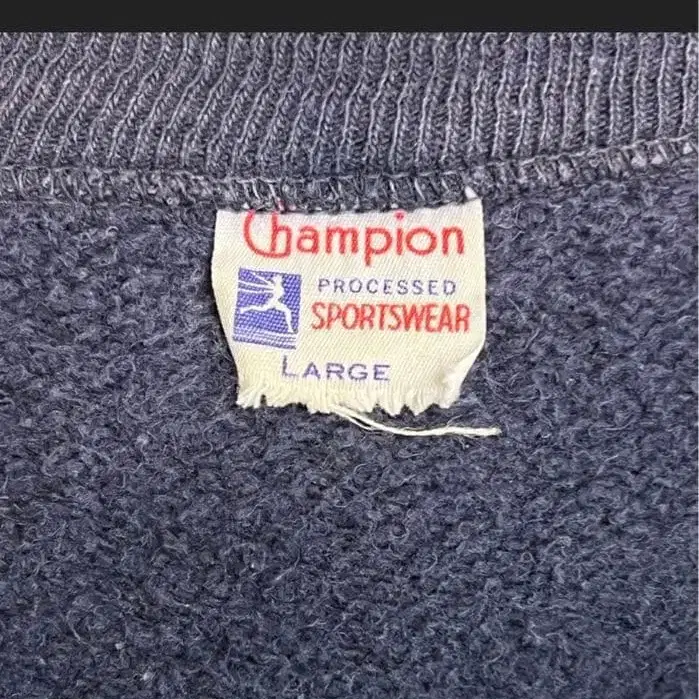 Champion
PROCESSED
SPORTSWEAR
LARGE